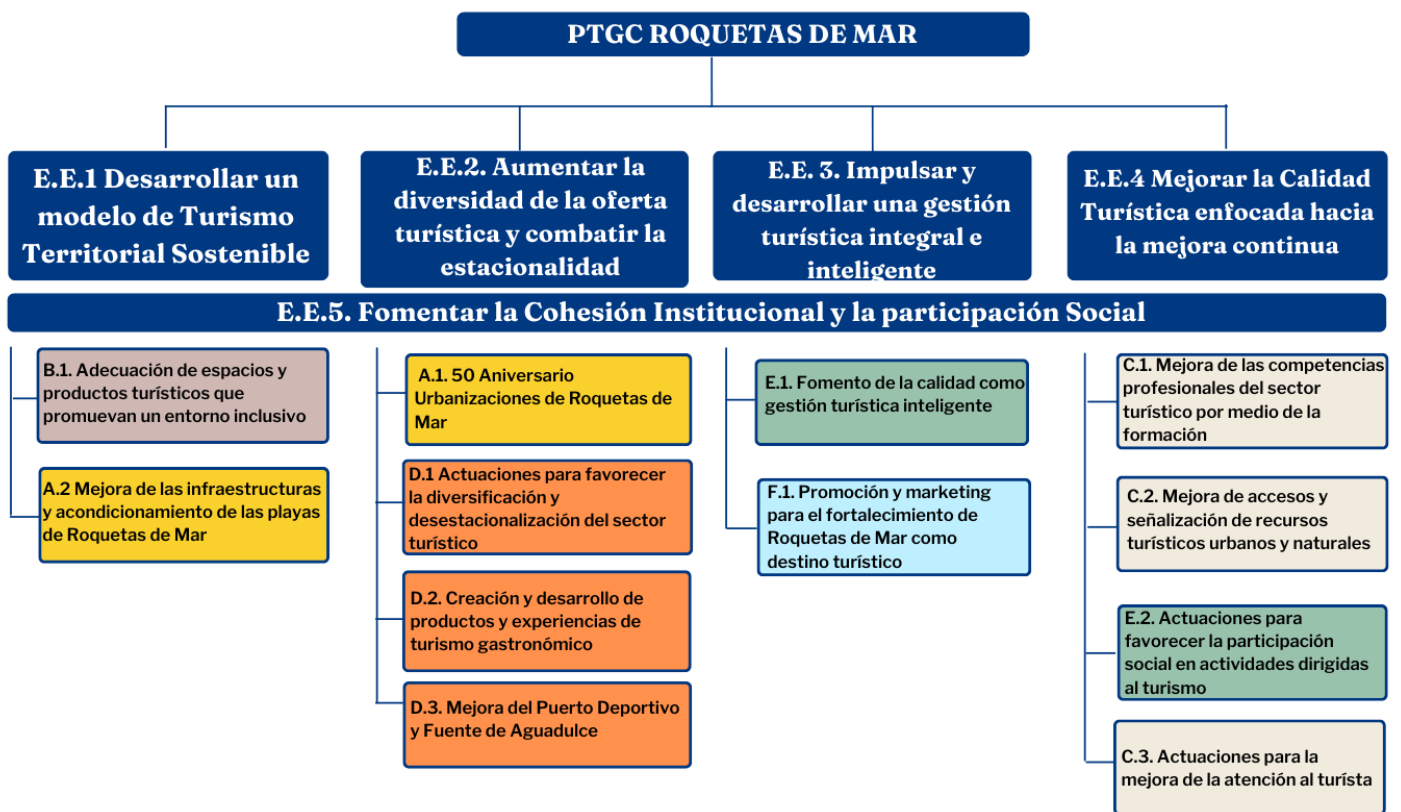 PTGC ROQUETAS DE MAR
E.E.1 Desarrollar un
modelo de Turismo
Territorial Sostenible
E.E.2. Aumentar la
diversidad de la oferta
turística y combatir la
estacionalidad
E.E. 3. Impulsar y
desarrollar una gestión
turística integral e
inteligente
E.E.4 Mejorar la Calidad
Turística enfocada hacia
la mejora continua
E.E.5. Fomentar la Cohesión Institucional y la participación Social
B.1. Adecuación de espacios y
productos turísticos que
promuevan un entorno inclusivo
A.2 Mejora de las infraestructuras
y acondicionamiento de las playas
de Roquetas de Mar
A.1. 50 Aniversario
Urbanizaciones de Roquetas de
Mar
D.1 Actuaciones para favorecer
la diversificación y
desestacionalización del sector
turístico
D.2. Creación y desarrollo de
productos y experiencias de
turismo gastronómico
D.3. Mejora del Puerto Deportivo
y Fuente de Aguadulce
E.1. Fomento de la calidad como
gestión turística inteligente
F.1. Promoción y marketing
para el fortalecimiento de
Roquetas de Mar como
destino turístico
C.1. Mejora de las competencias
profesionales del sector
turístico por medio de la
formación
C.2. Mejora de accesos y
señalización de recursos
turísticos urbanos y naturales
E.2. Actuaciones para
favorecer la participación
social en actividades dirigidas
al turismo
C.3. Actuaciones para la
mejora de la atención al turísta